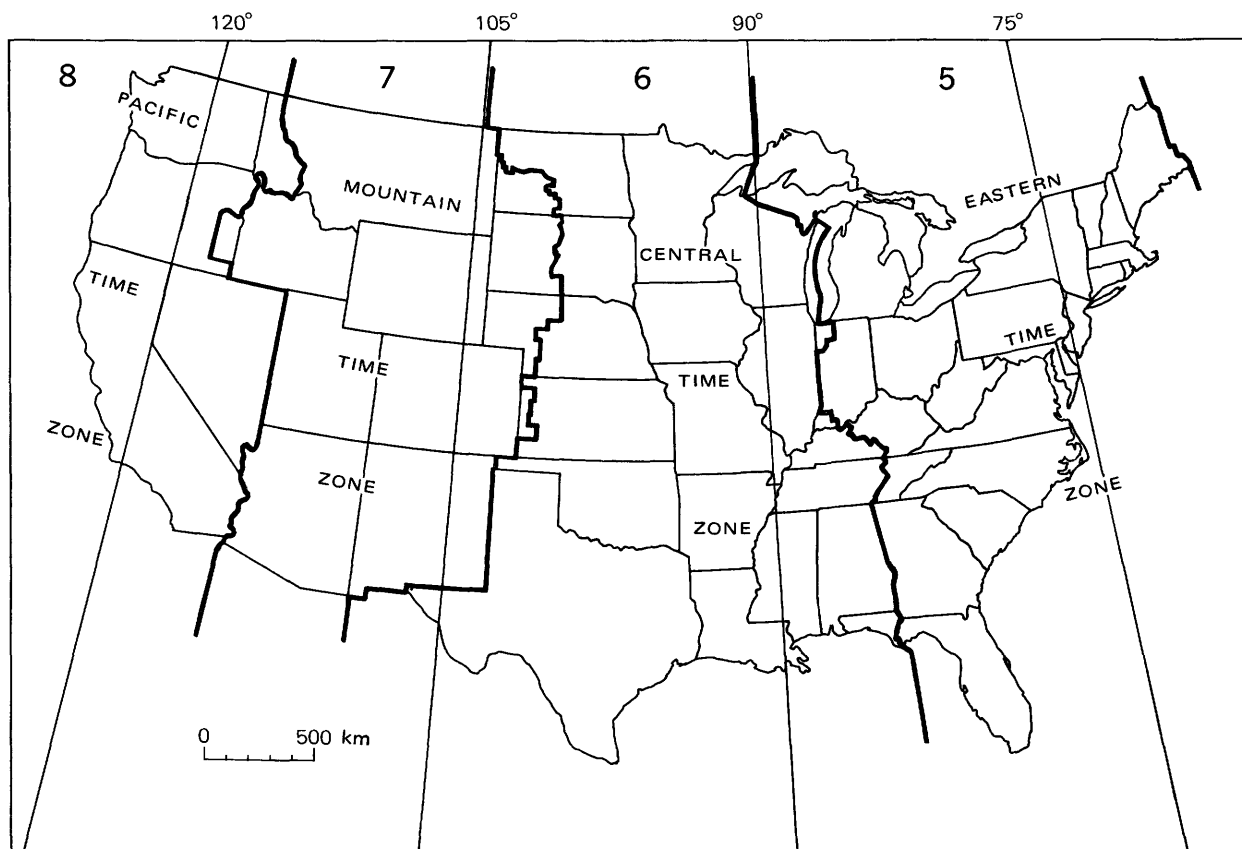 120° 105° 90° 75°
8 7 6 5
PACIFIC
MOUNTAIN
EASTERN
CENTRAL
TIME
TIME
TIME
TIME
ZONE
ZONE
ZONE
ZONE
0 500 km